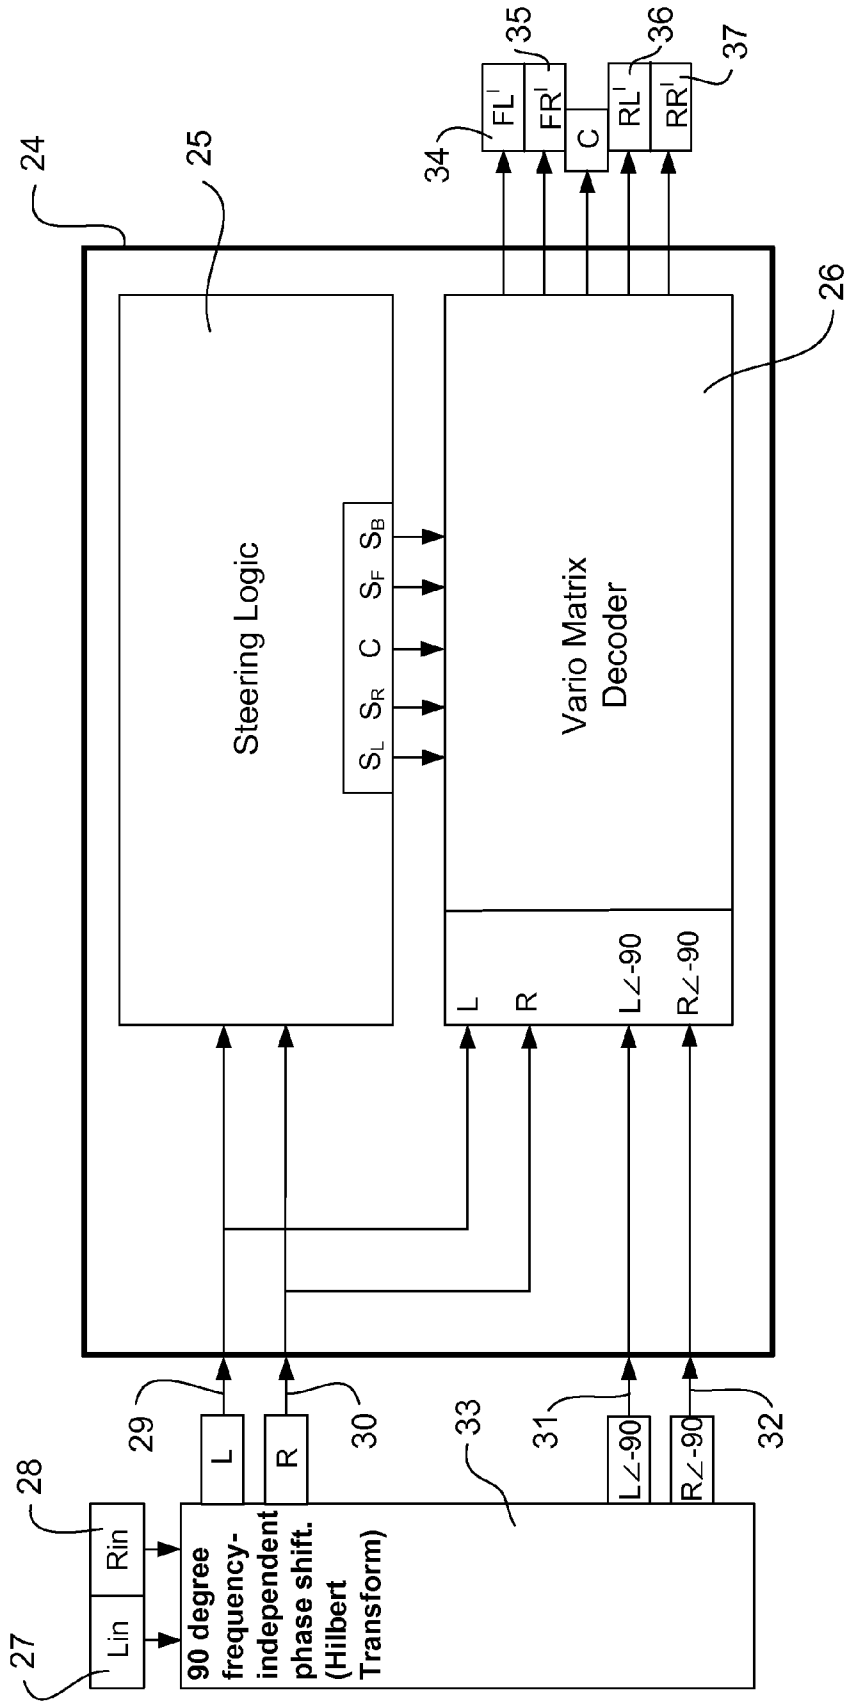 24
25
Steering Logic
SL SR C SF SB
26
Vario Matrix
Decoder
L
R
L∠-90
R∠-90
27
28
Lin
Rin
90 degree
frequency-
independent
phase shift.
(Hilbert
Transform)
33
L
R
L∠-90
R∠-90
29
30
31
32
34
FL'
35
FR'
C
36
RL'
37
RR'